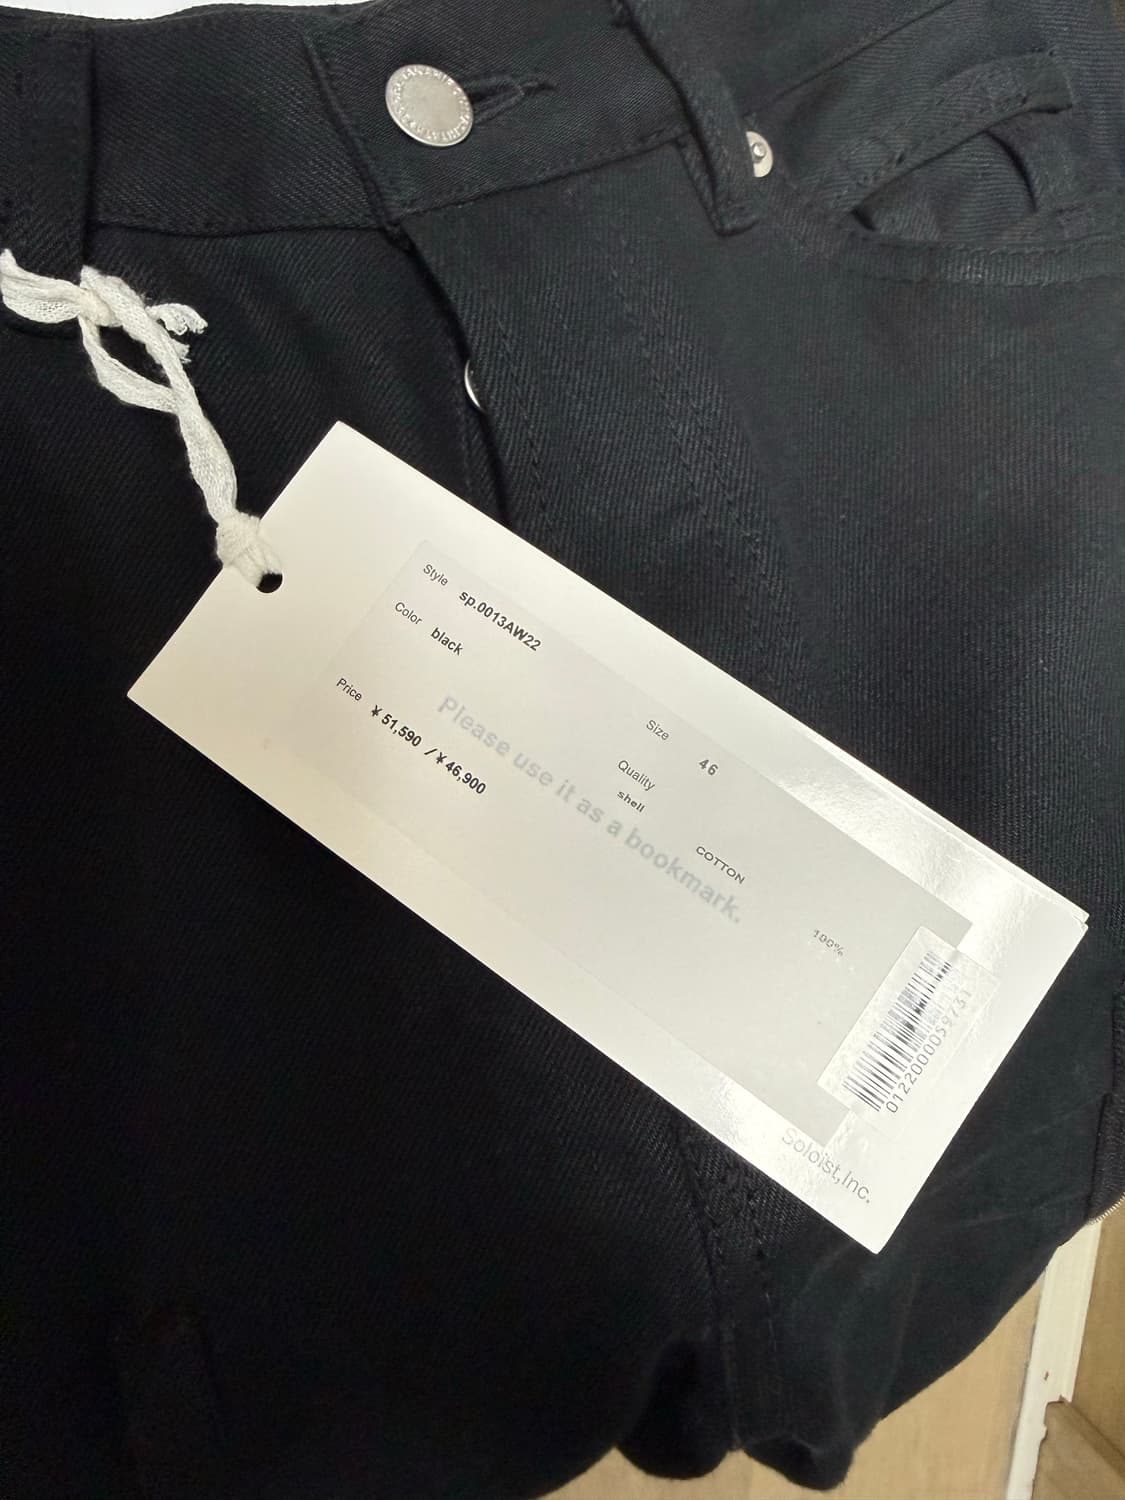 Style sp.0013AW22
Color black
Price ¥51,590 /¥46,900
Size 46
Quality
shell
COTTON
100%
Please use it as a bookmark.
Soloist,Inc.